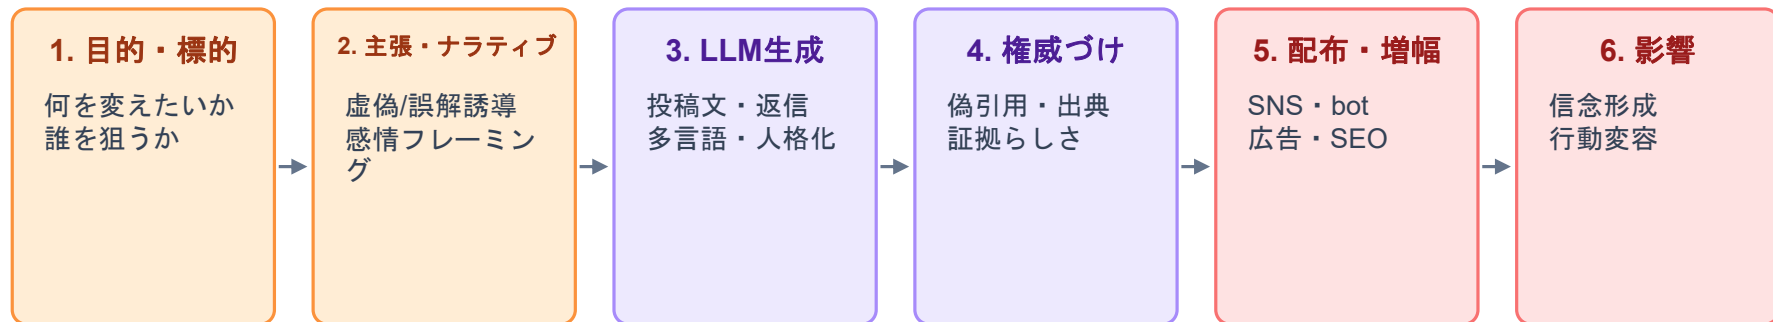 1. 目的・標的
何を変えたいか
誰を狙うか
2. 主張・ナラティブ
虚偽/誤解誘導
感情フレーミン
グ
3. LLM生成
投稿文・返信
多言語・人格化
4. 権威づけ
偽引用・出典
証拠らしさ
5. 配布・増幅
SNS・bot
広告・SEO
6. 影響
信念形成
行動変容